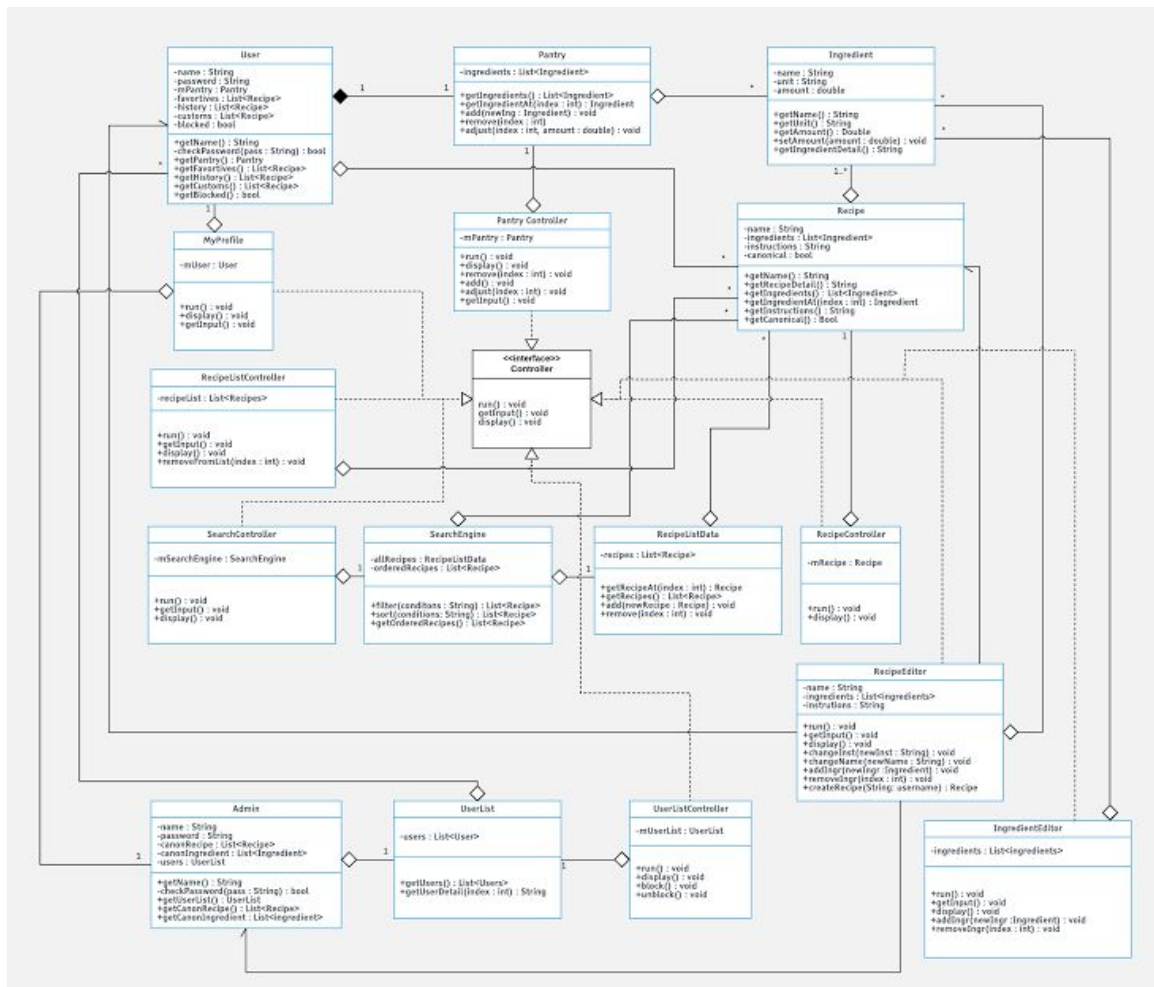 User
-name : String
-password : String
-mPantry : Pantry
-favortives : List<Recipe>
-history : List<Recipe>
-customs : List<Recipe>
-blocked : bool
+getName() : String
-checkPassword(pass : String) : bool
+getPantry() : Pantry
+getFavortives() : List<Recipe>
+getHistory() : List<Recipe>
+getCustoms() : List<Recipe>
+getBlocked() : bool
1
1
Pantry
-ingredients : List<Ingredient>
+getIngredients() : List<Ingredient>
+getIngredientAt(index : int) : Ingredient
+add(newIng : Ingredient) : void
+remove(index : int)
+adjust(index : int, amount : double) : void
*
Ingredient
-name : String
-unit : String
-amount : double
+getName() : String
+getUnit() : String
+getAmount() : Double
+setAmount(amount : double) : void
+getIngredientDetail() : String
*
*
*
1
1
1..*
MyProfile
-mUser : User
+run() : void
+display() : void
+getInput() : void
Pantry Controller
-mPantry : Pantry
+run() : void
+display() : void
+remove(index : int) : void
+add() : void
+adjust(index : int) : void
+getInput() : void
Recipe
-name : String
-ingredients : List<Ingredient>
-instructions : String
-canonical : bool
+getName() : String
+getRecipeDetail() : String
+getIngredients() : List<Ingredient>
+getIngredientAt(index : int) : Ingredient
+getInstructions() : String
+getCanonical() : Bool
*
*
*
*
1
<<interface>>
Controller
run() : void
getInput() : void
display() : void
RecipeListController
-recipeList : List<Recipes>
+run() : void
+getInput() : void
+display() : void
+removeFromList(index : int) : void
SearchController
-mSearchEngine : SearchEngine
+run() : void
+getInput() : void
+display() : void
1
SearchEngine
-allRecipes : RecipeListData
-orderedRecipes : List<Recipe>
+filter(conditons : String) : List<Recipe>
+sort(conditions: String) : List<Recipe>
+getOrderedRecipes() : List<Recipe>
1
RecipeListData
-recipes : List<Recipe>
+getRecipeAt(index : int) : Recipe
+getRecipes() : List<Recipe>
+add(newRecipe : Recipe) : void
+remove(index : int) : void
RecipeController
-mRecipe : Recipe
+run() : void
+display() : void
RecipeEditor
-name : String
-ingredients : List<ingredients>
-instrutions : String
+run() : void
+getInput() : void
+display() : void
+changeInst(newInst : String) : void
+changeName(newName : String) : void
+addIngr(newIngr :Ingredient) : void
+removeIngr(index : int) : void
+createRecipe(String: username) : Recipe
1
Admin
-name : String
-password : String
-canonRecipe : List<Recipe>
-canonIngredient : List<Ingredient>
-users : UserList
+getName() : String
-checkPassword(pass : String) : bool
+getUserList() : UserList
+getCanonRecipe() : List<Recipe>
+getCanonIngredient : List<ingredient>
1
UserList
-users : List<User>
+getUsers() : List<Users>
+getUserDetail(index : int) : String
1
UserListController
-mUserList : UserList
+run() : void
+display() : void
+block() : void
+unblock() : void
IngredientEditor
-ingredients : List<ingredients>
+run() : void
+getInput() : void
+display() : void
+addIngr(newIngr :Ingredient) : void
+removeIngr(index : int) : void